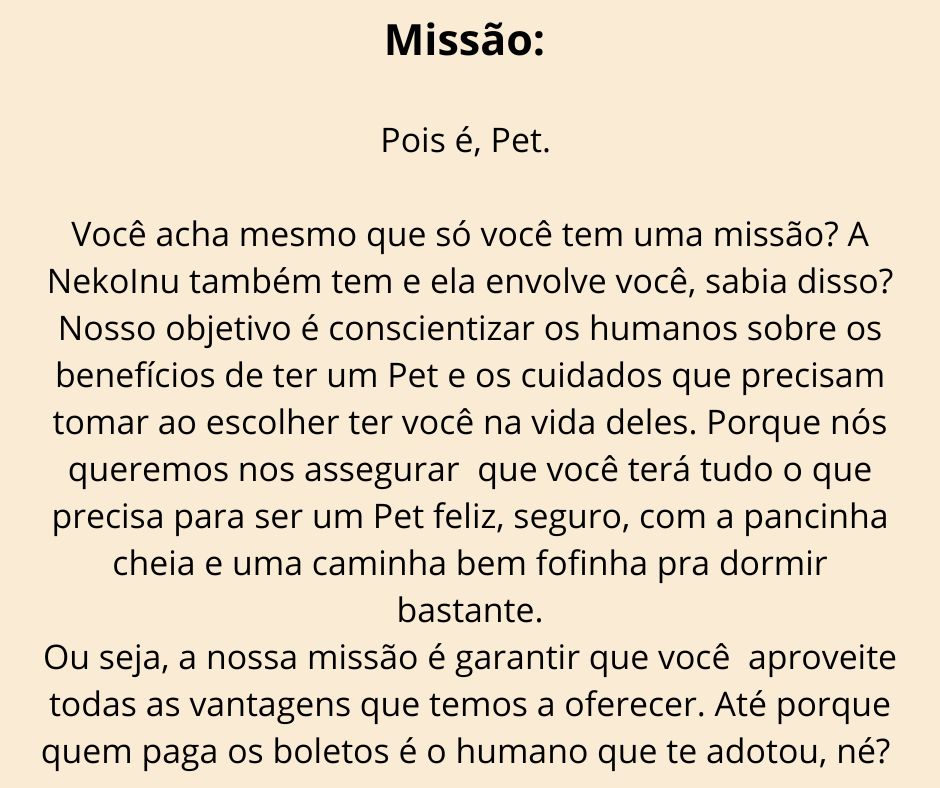 Missão:
Pois é, Pet.
Você acha mesmo que só você tem uma missão? A
NekoInu também tem e ela envolve você, sabia disso?
Nosso objetivo é conscientizar os humanos sobre os
benefícios de ter um Pet e os cuidados que precisam
tomar ao escolher ter você na vida deles. Porque nós
queremos nos assegurar  que você terá tudo o que
precisa para ser um Pet feliz, seguro, com a pancinha
cheia e uma caminha bem fofinha pra dormir
bastante.
Ou seja, a nossa missão é garantir que você  aproveite
todas as vantagens que temos a oferecer. Até porque
quem paga os boletos é o humano que te adotou, né?